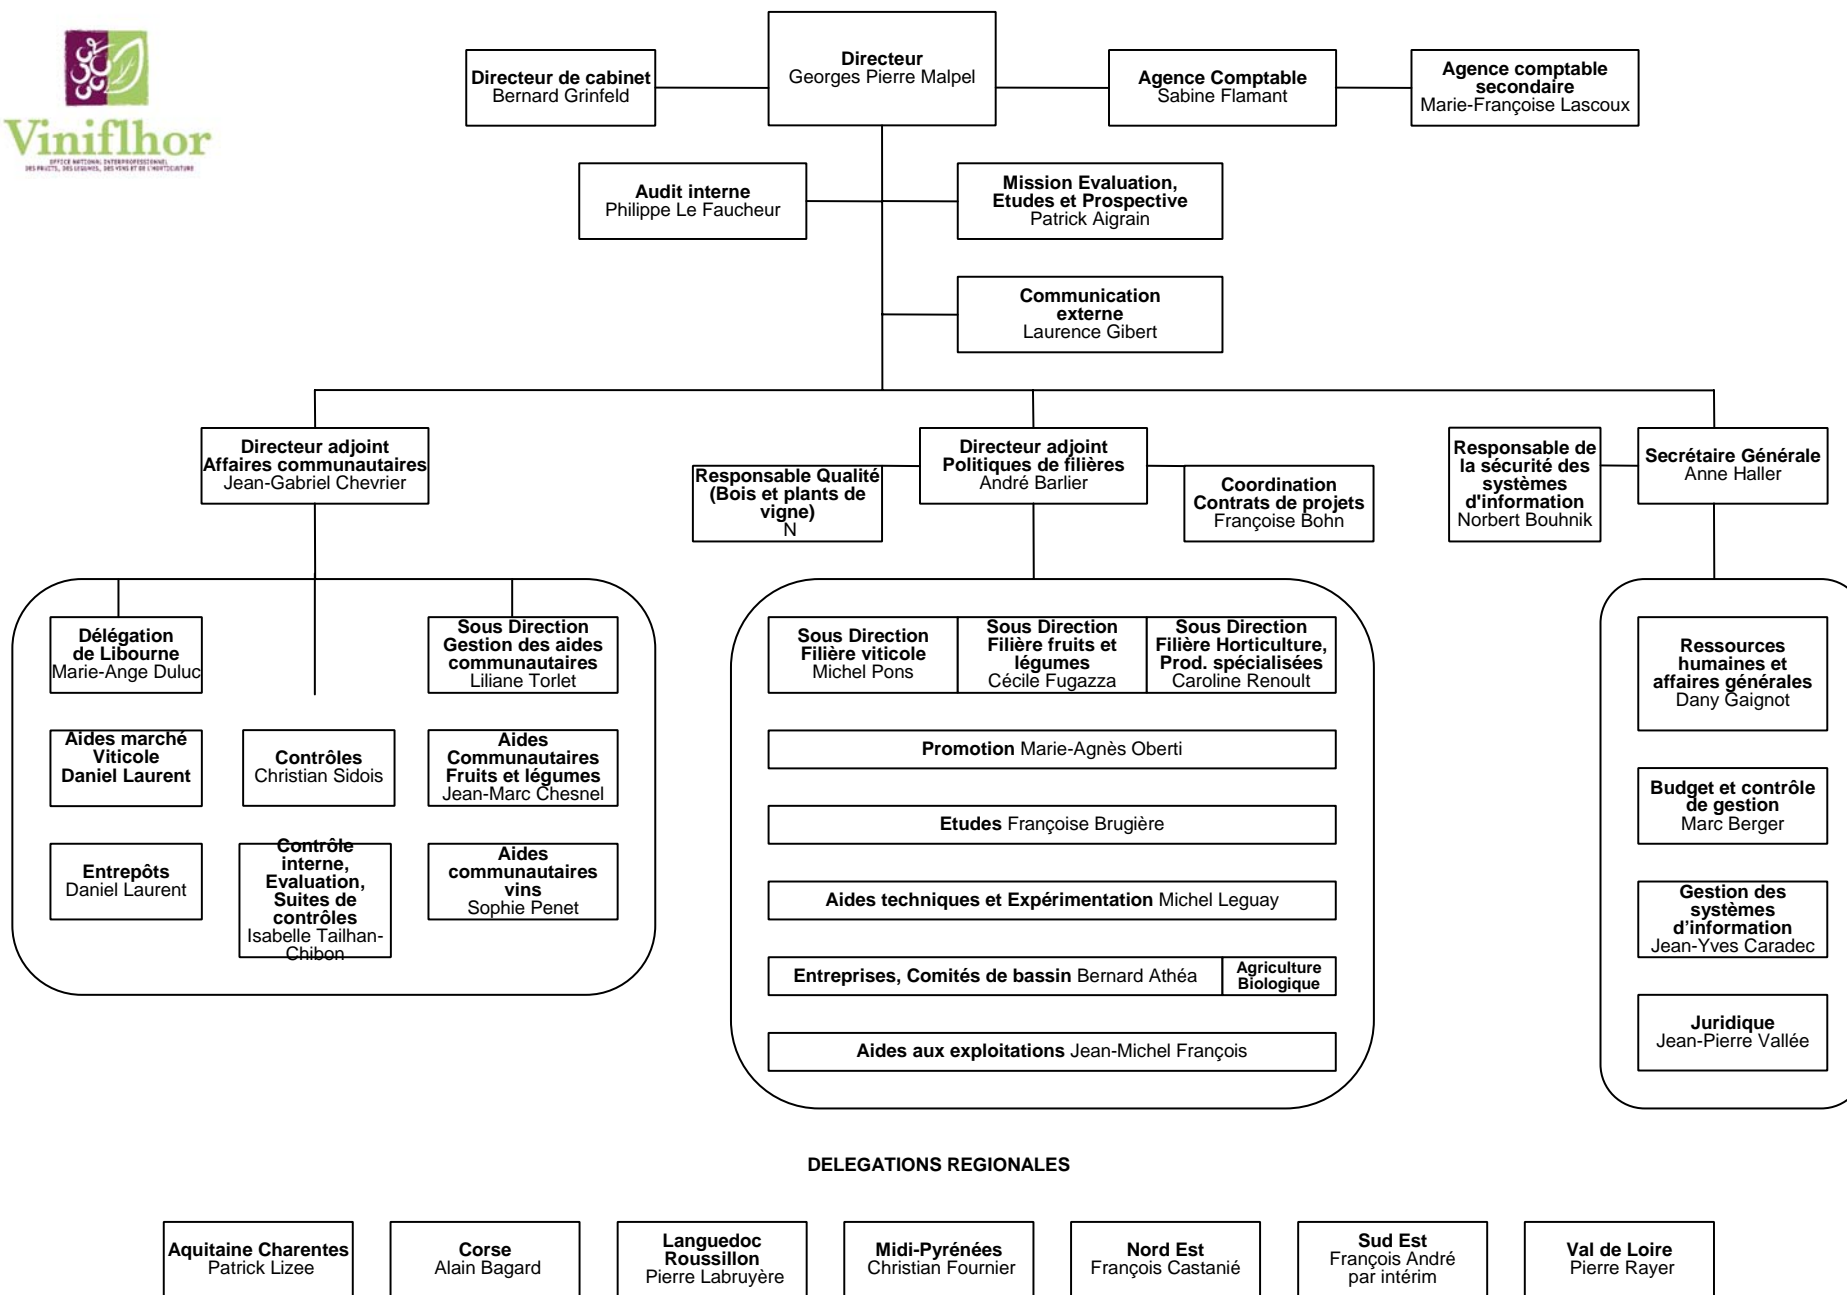 Viniflhor
OFFICE NATIONAL INTERPROFESSIONNEL
DES FRUITS, DES LEGUMES, DES VINS ET DE L'HORTICULTURE
Directeur de cabinet
Bernard Grinfeld
Directeur
Georges Pierre Malpel
Agence Comptable
Sabine Flamant
Agence comptable
secondaire
Marie-Françoise Lascoux
Audit interne
Philippe Le Faucheur
Mission Evaluation,
Etudes et Prospective
Patrick Aigrain
Communication
externe
Laurence Gibert
Directeur adjoint
Affaires communautaires
Jean-Gabriel Chevrier
Responsable Qualité
(Bois et plants de
vigne)
N
Directeur adjoint
Politiques de filières
André Barlier
Coordination
Contrats de projets
Françoise Bohn
Responsable de
la sécurité des
systèmes
d'information
Norbert Bouhnik
Secrétaire Générale
Anne Haller
Délégation
de Libourne
Marie-Ange Duluc
Sous Direction
Gestion des aides
communautaires
Liliane Torlet
Aides marché
Viticole
Daniel Laurent
Contrôles
Christian Sidois
Aides
Communautaires
Fruits et légumes
Jean-Marc Chesnel
Entrepôts
Daniel Laurent
Contrôle
interne,
Evaluation,
Suites de
contrôles
Isabelle Tailhan-
Chibon
Aides
communautaires
vins
Sophie Penet
Sous Direction
Filière viticole
Michel Pons
Sous Direction
Filière fruits et
légumes
Cécile Fugazza
Sous Direction
Filière Horticulture,
Prod. spécialisées
Caroline Renoult
Promotion Marie-Agnès Oberti
Etudes Françoise Brugière
Aides techniques et Expérimentation Michel Leguay
Entreprises, Comités de bassin Bernard Athéa
Agriculture
Biologique
Aides aux exploitations Jean-Michel François
Ressources
humaines et
affaires générales
Dany Gaignot
Budget et contrôle
de gestion
Marc Berger
Gestion des
systèmes
d’information
Jean-Yves Caradec
Juridique
Jean-Pierre Vallée
DELEGATIONS REGIONALES
Aquitaine Charentes
Patrick Lizee
Corse
Alain Bagard
Languedoc
Roussillon
Pierre Labruyère
Midi-Pyrénées
Christian Fournier
Nord Est
François Castanié
Sud Est
François André
par intérim
Val de Loire
Pierre Rayer